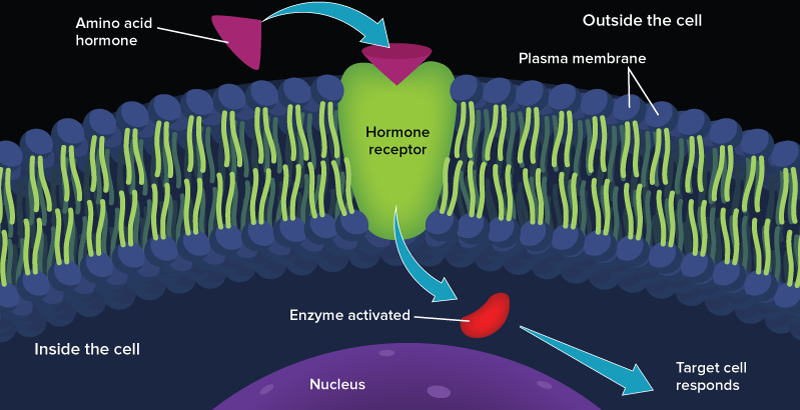 Amino acid
hormone
Outside the cell
Plasma membrane
Hormone
receptor
Enzyme activated
Inside the cell
Target cell
responds
Nucleus